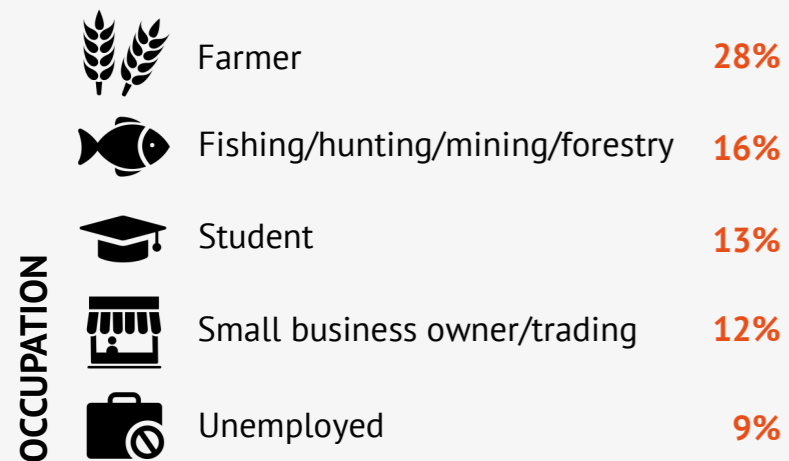 OCCUPATION
Farmer 28%
Fishing/hunting/mining/forestry 16%
Student 13%
Small business owner/trading 12%
Unemployed 9%